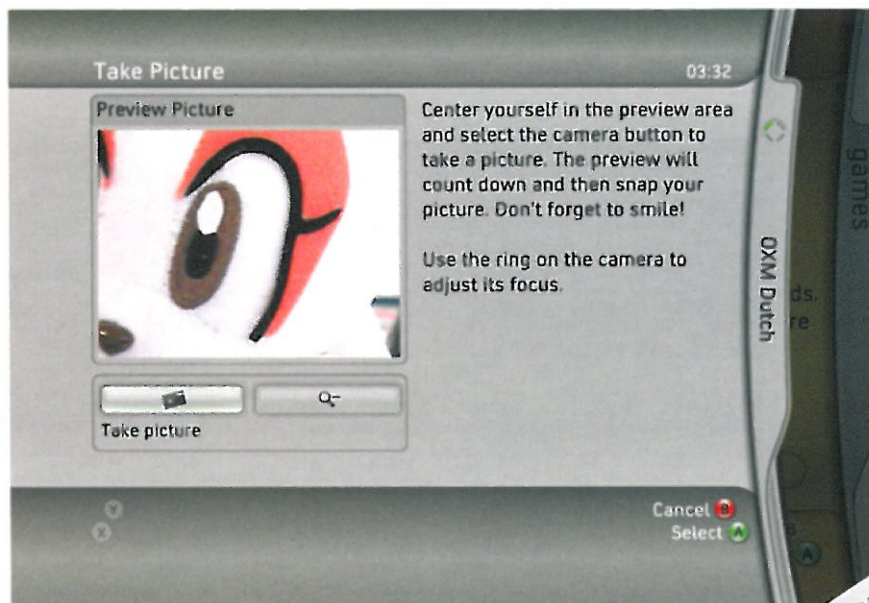 Take Picture
03:32
Preview Picture
Center yourself in the preview area
and select the camera button to
take a picture. The preview will
count down and then snap your
picture. Don't forget to smile!
Use the ring on the camera to
adjust its focus.
Take picture
Y
X
Cancel B
Select A
OXM Dutch
games
ds.
re
A